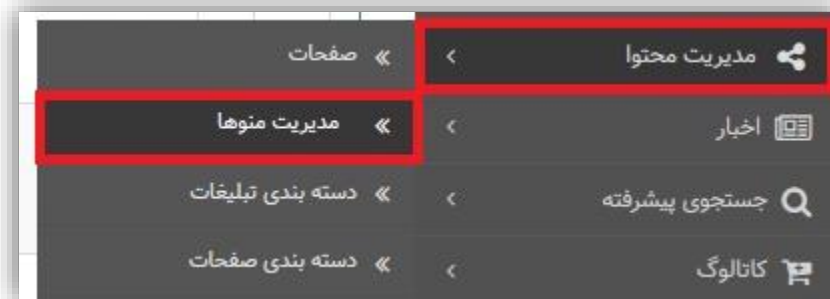 مدیریت محتوا
اخبار
جستجوی پیشرفته
کاتالوگ
صفحات
مدیریت منوها
دسته بندی تبلیغات
دسته بندی صفحات